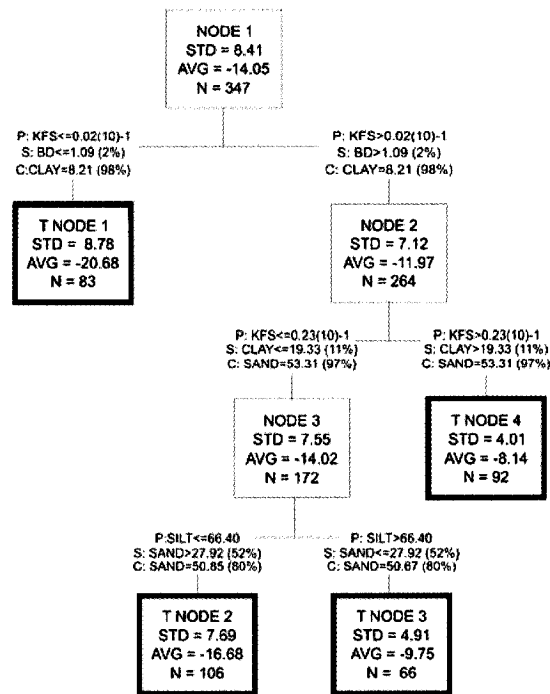 NODE 1
STD = 8.41
AVG = -14.05
N = 347
P: KFS<=0.02(10)-1
S: BD<=1.09 (2%)
C:CLAY=8.21 (98%)
P: KFS>0.02(10)-1
S: BD>1.09 (2%)
C: CLAY=8.21 (98%)
T NODE 1
STD = 8.78
AVG = -20.68
N = 83
NODE 2
STD = 7.12
AVG = -11.97
N = 264
P: KFS<=0.23(10)-1
S: CLAY<=19.33 (11%)
C: SAND=53.31 (97%)
P: KFS>0.23(10)-1
S: CLAY>19.33 (11%)
C: SAND=53.31 (97%)
NODE 3
STD = 7.55
AVG = -14.02
N = 172
T NODE 4
STD = 4.01
AVG = -8.14
N = 92
P:SILT<=66.40
S: SAND>27.92 (52%)
C: SAND=50.85 (80%)
P: SILT>66.40
S: SAND<=27.92 (52%)
C: SAND=50.67 (80%)
T NODE 2
STD = 7.69
AVG = -16.68
N = 106
T NODE 3
STD = 4.91
AVG = -9.75
N = 66